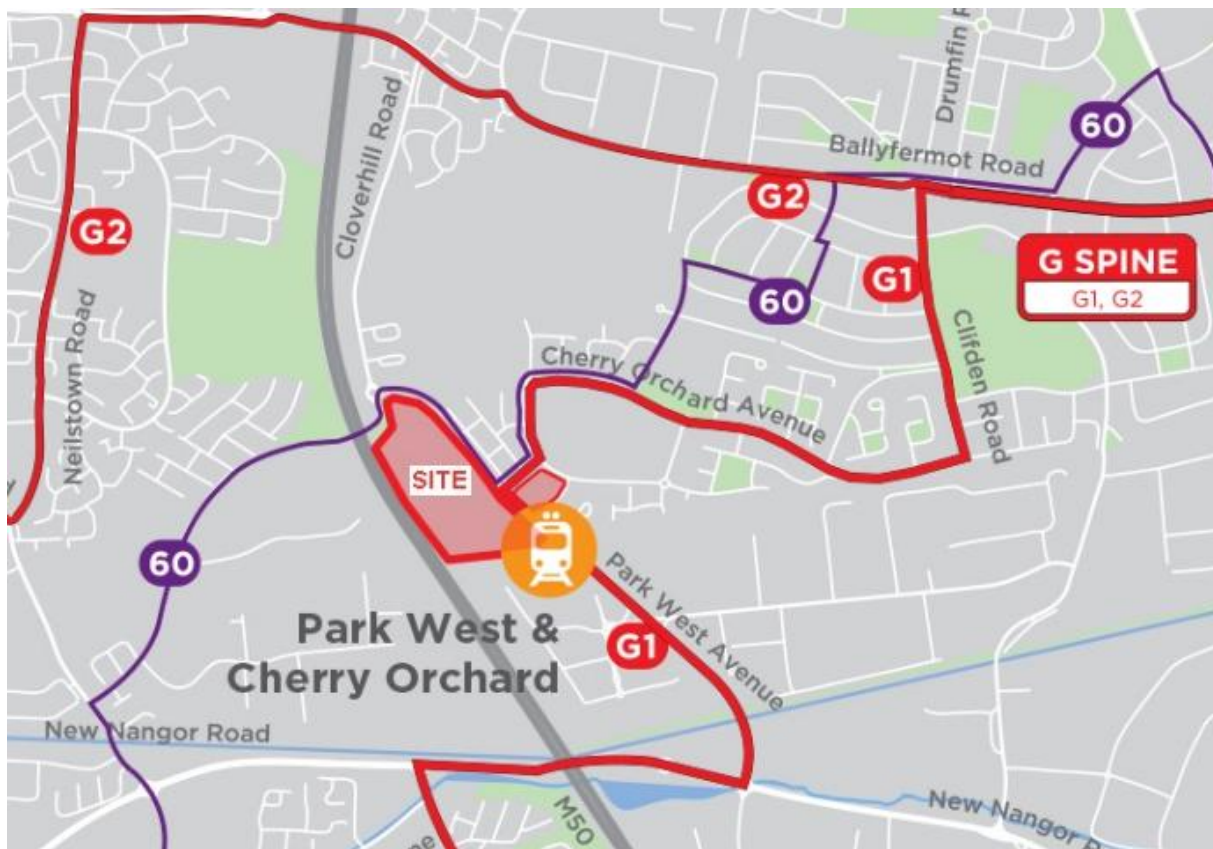 Drumfin R
Cloverhill Road
60
Ballyfermot Road
G2
G2
G SPINE
G1, G2
G1
60
Neilstown Road
Clifden Road
Cherry Orchard Avenue
SITE
60
Park West Avenue
Park West &
Cherry Orchard
G1
New Nangor Road
New Nangor R
M50